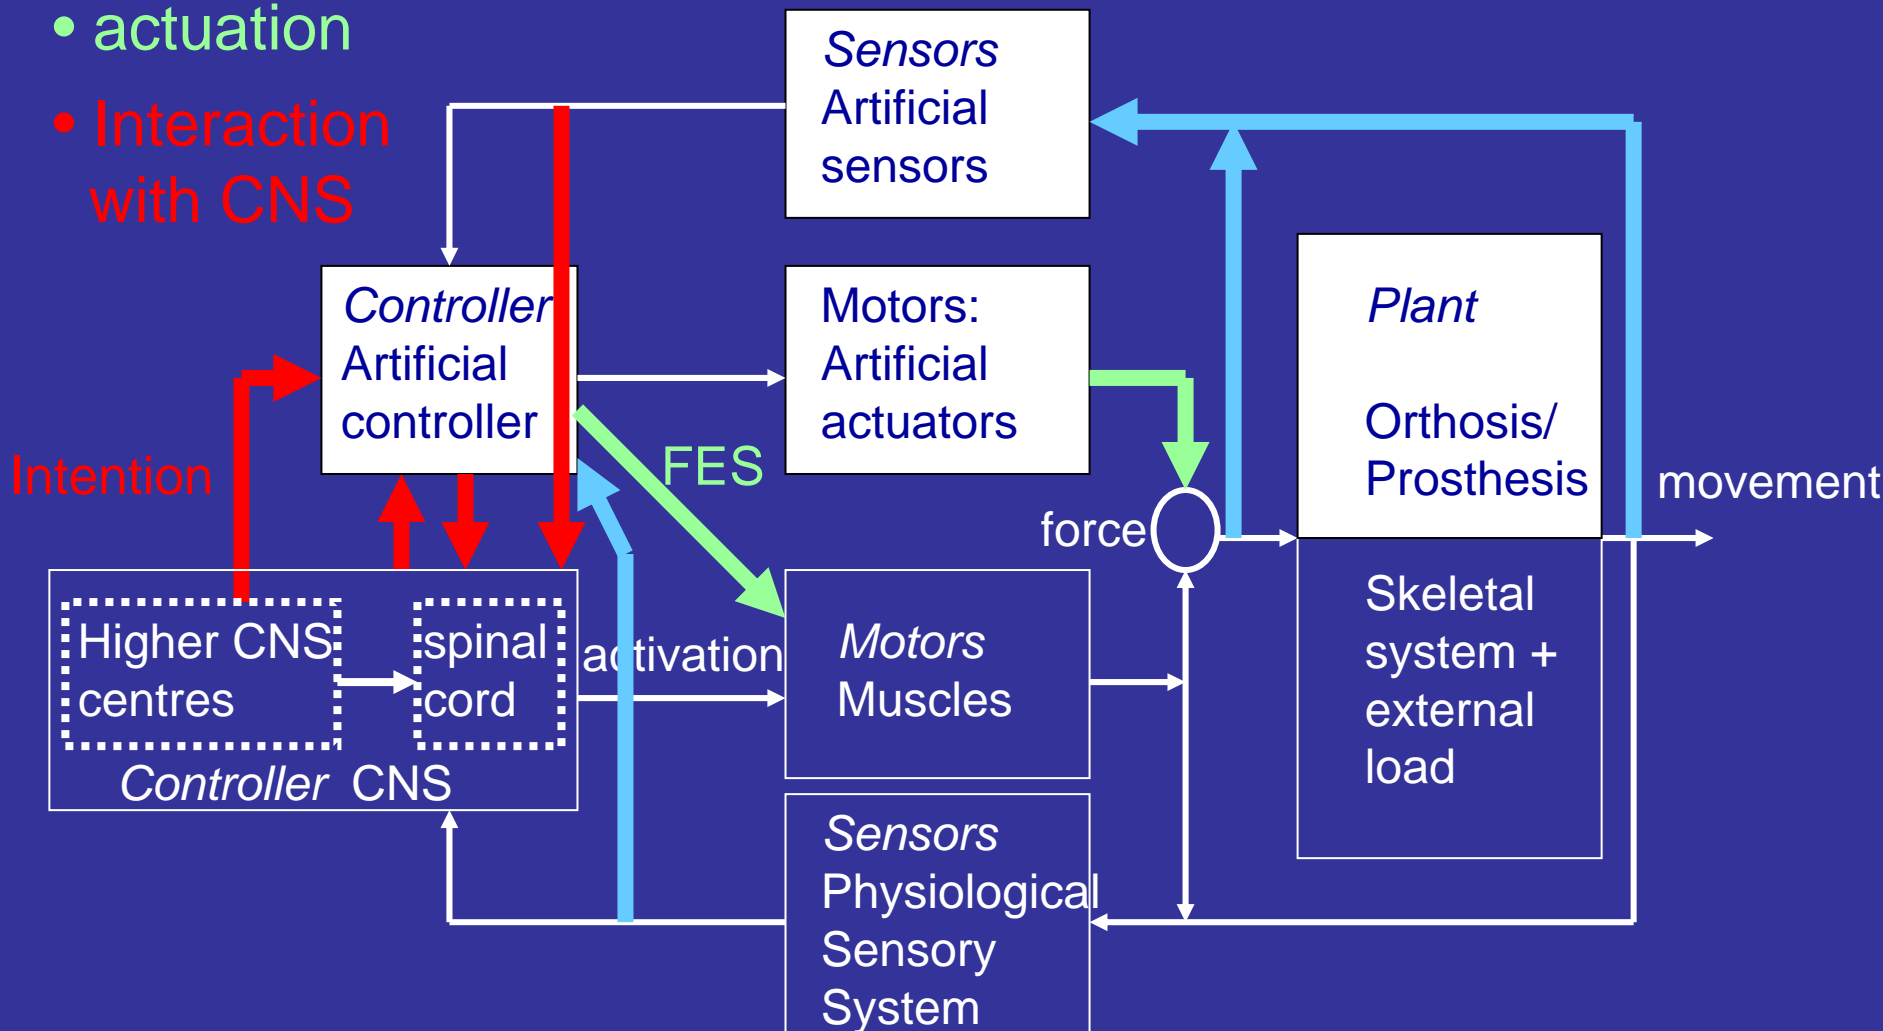 • actuation
• Interaction
with CNS
Sensors
Artificial
sensors
Controller
Artificial
controller
Motors:
Artificial
actuators
Plant
Orthosis/
Prosthesis
Intention
FES
force
movement
Higher CNS
centres
spinal
cord
Controller CNS
activation
Motors
Muscles
Skeletal
system +
external
load
Sensors
Physiological
Sensory
System